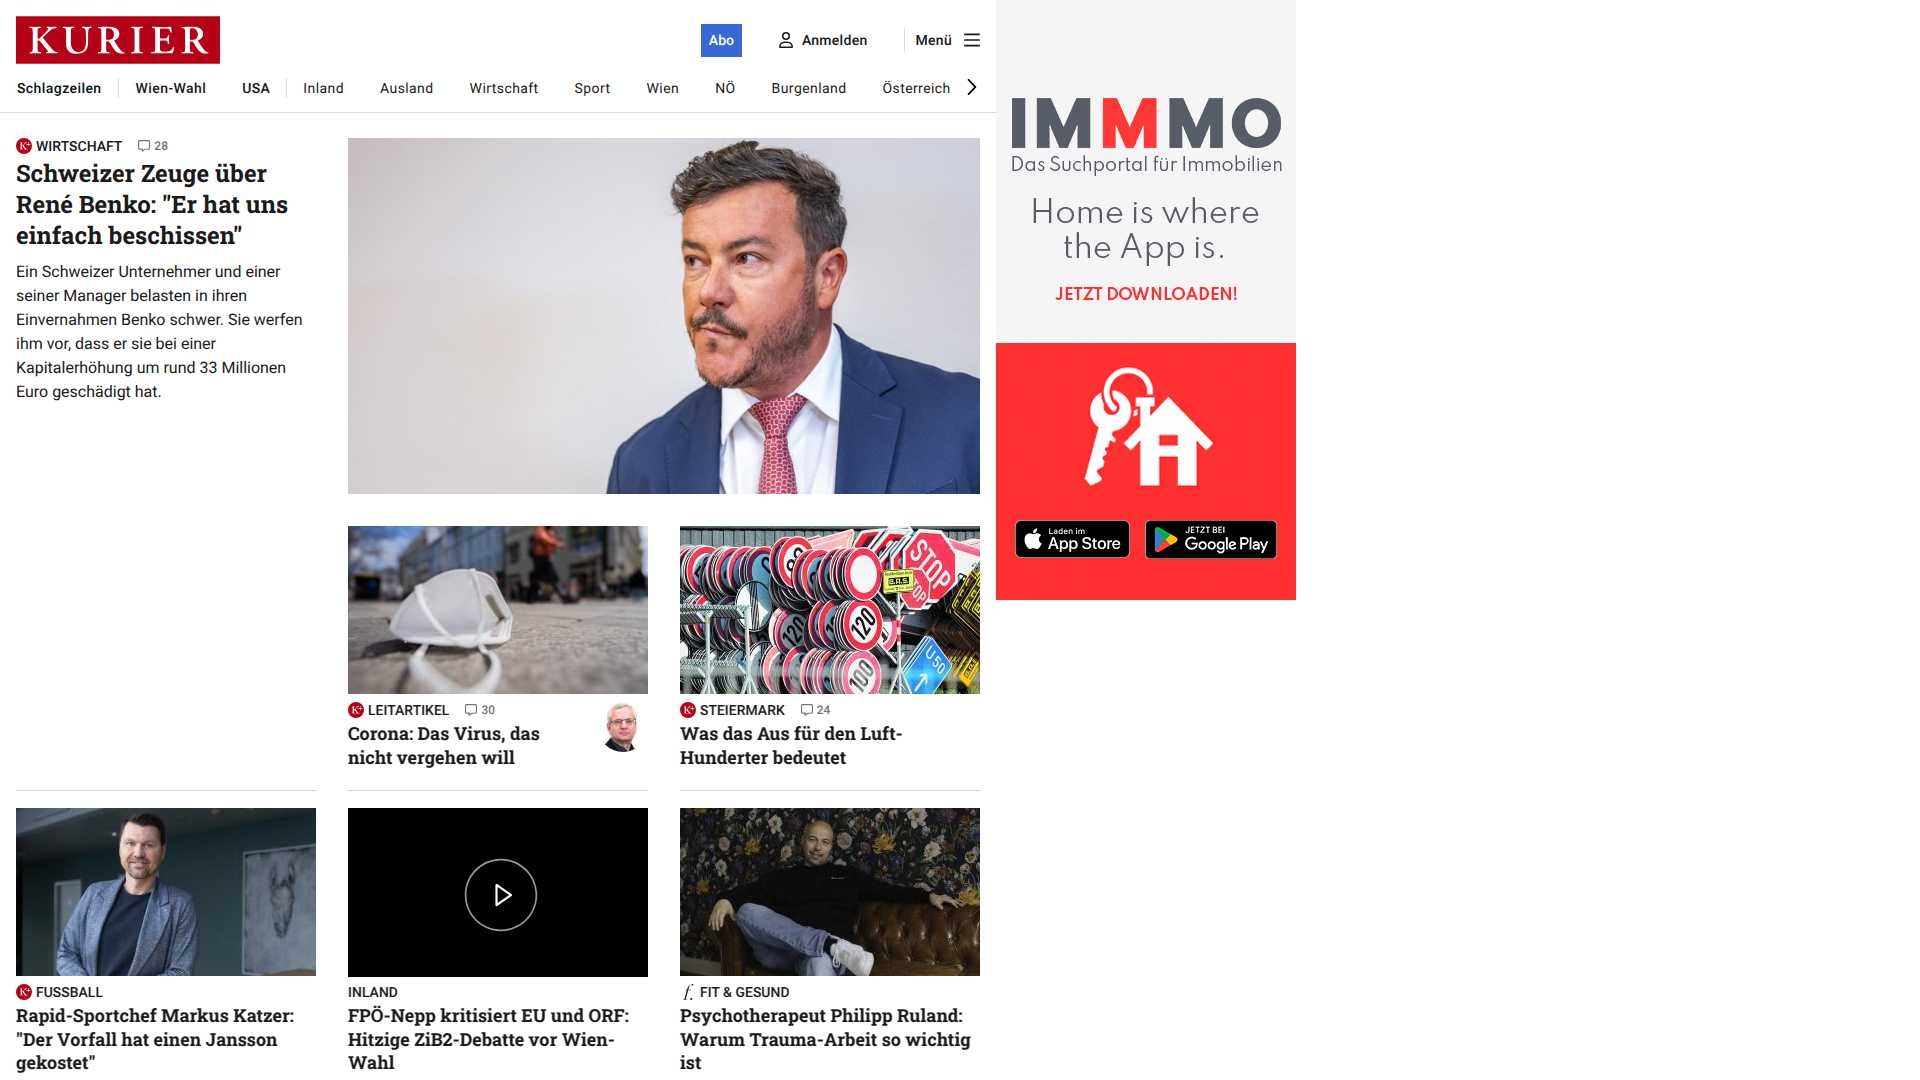 KURIER
Abo
Anmelden
Menü
Schlagzeilen
Wien-Wahl
USA
Inland
Ausland
Wirtschaft
Sport
Wien
NÖ
Burgenland
Österreich
K+ WIRTSCHAFT 28
Schweizer Zeuge über
René Benko: "Er hat uns
einfach beschissen"
Ein Schweizer Unternehmer und einer
seiner Manager belasten in ihren
Einvernahmen Benko schwer. Sie werfen
ihm vor, dass er sie bei einer
Kapitalerhöhung um rund 33 Millionen
Euro geschädigt hat.
STOP
B.A.S.
STOP
120
120
100
U50
K+ LEITARTIKEL 30
Corona: Das Virus, das
nicht vergehen will
K+ STEIERMARK 24
Was das Aus für den Luft-
Hunderter bedeutet
K+ FUSSBALL
Rapid-Sportchef Markus Katzer:
"Der Vorfall hat einen Jansson
gekostet"
INLAND
FPÖ-Nepp kritisiert EU und ORF:
Hitzige ZiB2-Debatte vor Wien-
Wahl
f. FIT & GESUND
Psychotherapeut Philipp Ruland:
Warum Trauma-Arbeit so wichtig
ist
IMMMO
Das Suchportal für Immobilien
Home is where
the App is.
JETZT DOWNLOADEN!
Laden im
App Store
JETZT BEI
Google Play